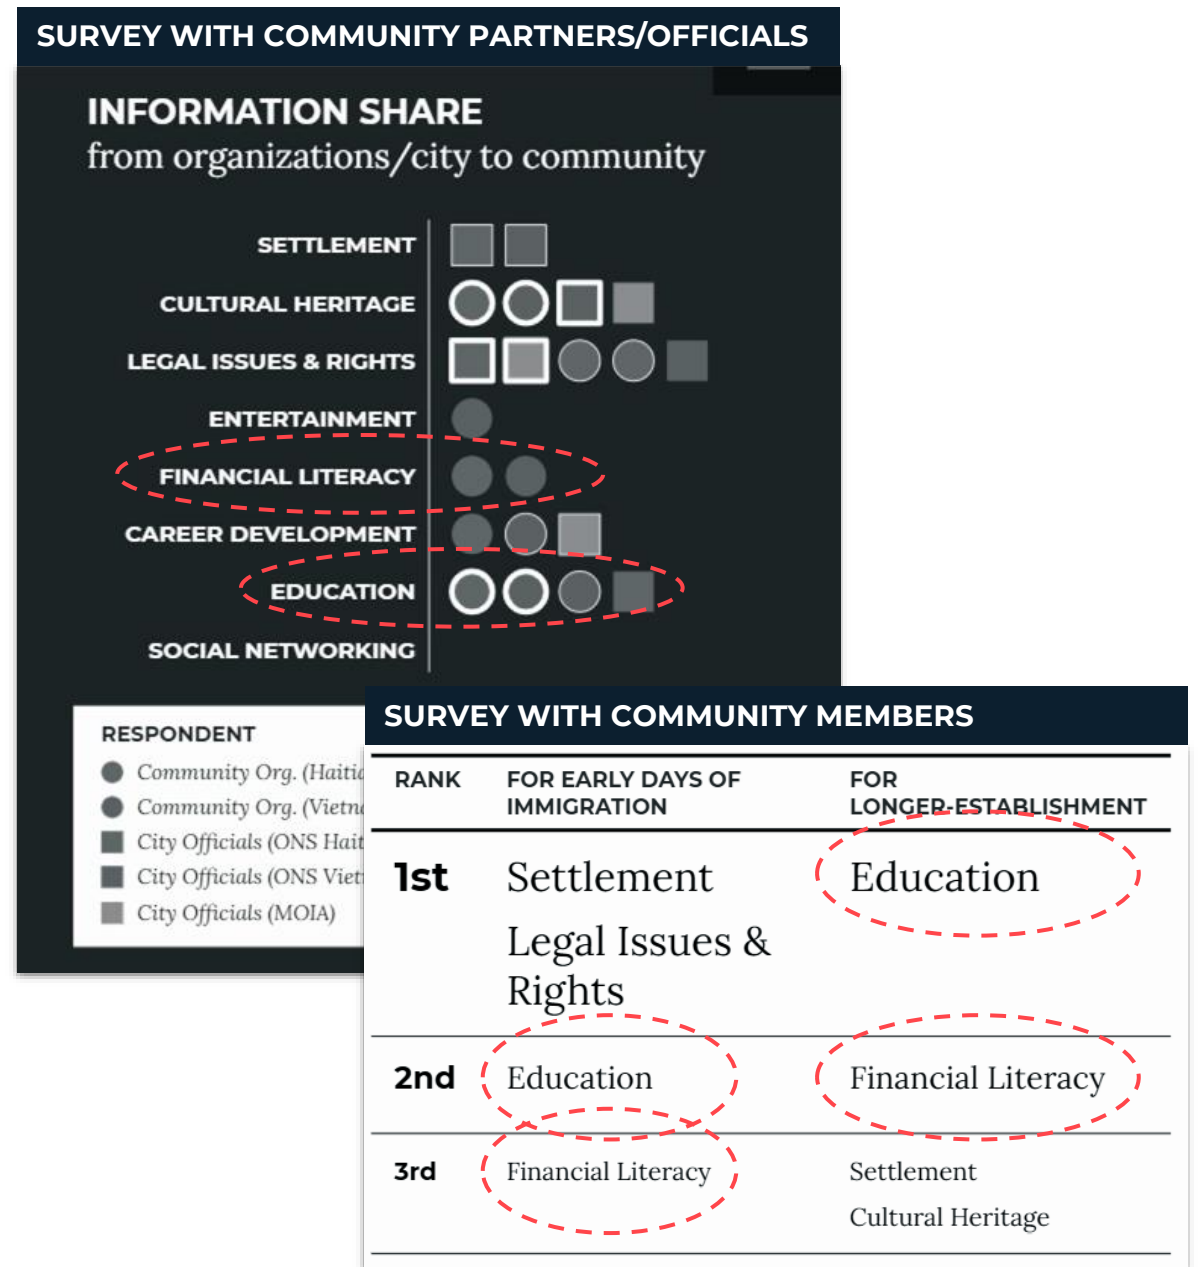 SURVEY WITH COMMUNITY PARTNERS/OFFICIALS
INFORMATION SHARE
from organizations/city to community
SETTLEMENT
CULTURAL HERITAGE
LEGAL ISSUES & RIGHTS
ENTERTAINMENT
FINANCIAL LITERACY
CAREER DEVELOPMENT
EDUCATION
SOCIAL NETWORKING
RESPONDENT
Community Org.
Community Org.
City Officials (ONS
City Officials (ONS
City Officials (MOIA)
SURVEY WITH COMMUNITY MEMBERS
RANK
FOR EARLY DAYS OF
IMMIGRATION
FOR
LONGER-ESTABLISHMENT
1st
Settlement
Education
Legal Issues &
Rights
2nd
Education
Financial Literacy
3rd
Financial Literacy
Settlement
Cultural Heritage